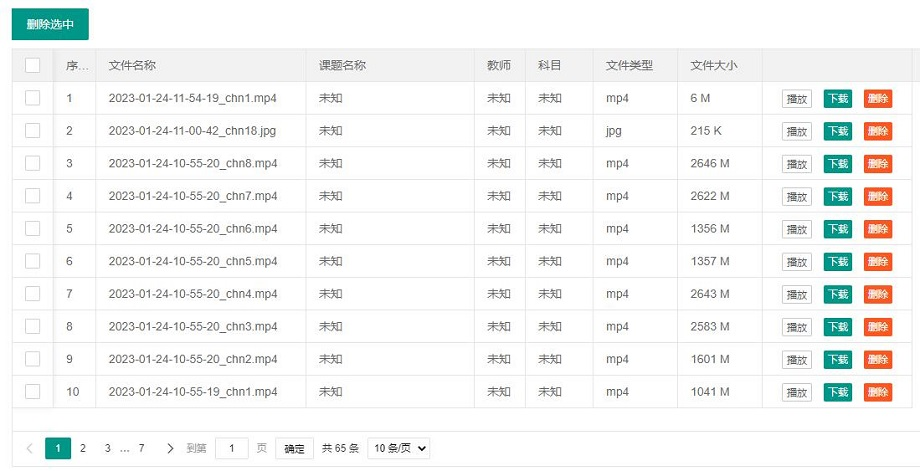 删除选中
序... 文件名称 课题名称 教师 科目 文件类型 文件大小
1 2023-01-24-11-54-19_chn1.mp4 未知 未知 未知 mp4 6 M 播放 下载 删除
2 2023-01-24-11-00-42_chn18.jpg 未知 未知 未知 jpg 215 K 播放 下载 删除
3 2023-01-24-10-55-20_chn8.mp4 未知 未知 未知 mp4 2646 M 播放 下载 删除
4 2023-01-24-10-55-20_chn7.mp4 未知 未知 未知 mp4 2622 M 播放 下载 删除
5 2023-01-24-10-55-20_chn6.mp4 未知 未知 未知 mp4 1356 M 播放 下载 删除
6 2023-01-24-10-55-20_chn5.mp4 未知 未知 未知 mp4 1357 M 播放 下载 删除
7 2023-01-24-10-55-20_chn4.mp4 未知 未知 未知 mp4 2643 M 播放 下载 删除
8 2023-01-24-10-55-20_chn3.mp4 未知 未知 未知 mp4 2583 M 播放 下载 删除
9 2023-01-24-10-55-20_chn2.mp4 未知 未知 未知 mp4 1601 M 播放 下载 删除
10 2023-01-24-10-55-19_chn1.mp4 未知 未知 未知 mp4 1041 M 播放 下载 删除
1 2 3 … 7 到第 1 页 确定 共 65 条 10 条/页